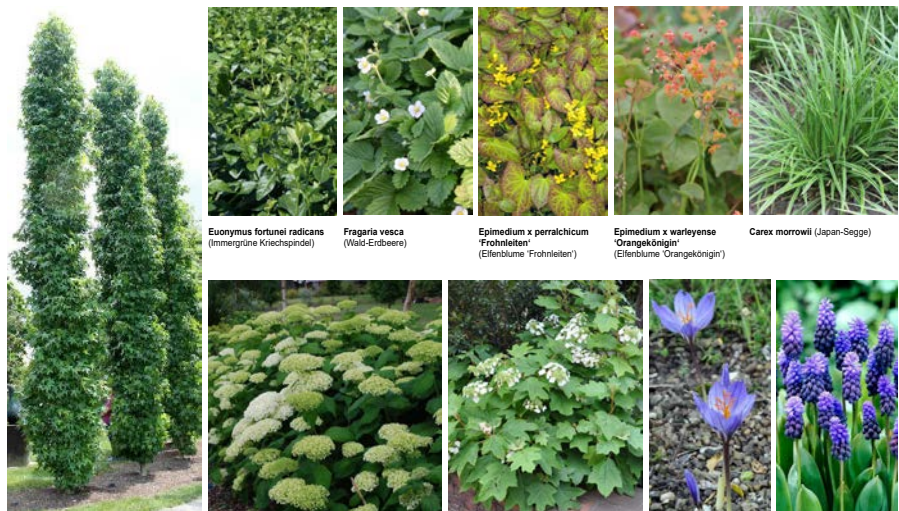 Euonymus fortunei radicans
(Immergrüne Kriechspindel)
Fragaria vesca
(Wald-Erdbeere)
Epimedium x perralchicum
‘Frohnleiten‘
(Elfenblume ‘Frohnleiten‘)
Epimedium x warleyense
‘Orangekönigin‘
(Elfenblume ‘Orangekönigin‘)
Carex morrowii (Japan-Segge)